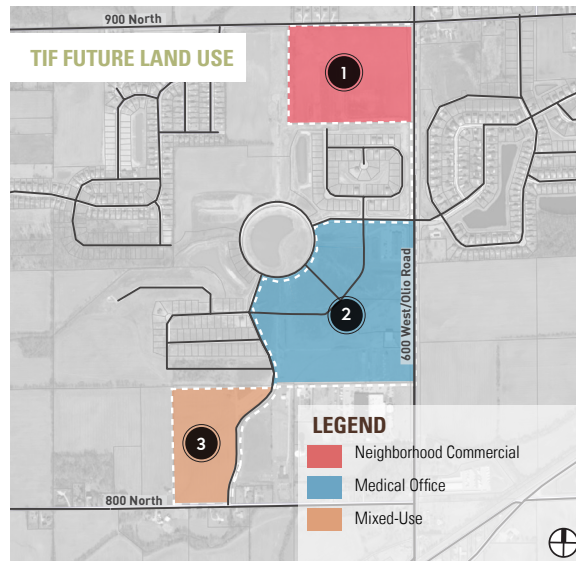 900 North
TIF FUTURE LAND USE
1
600 West/Olio Road
2
3
LEGEND
Neighborhood Commercial
Medical Office
Mixed-Use
800 North